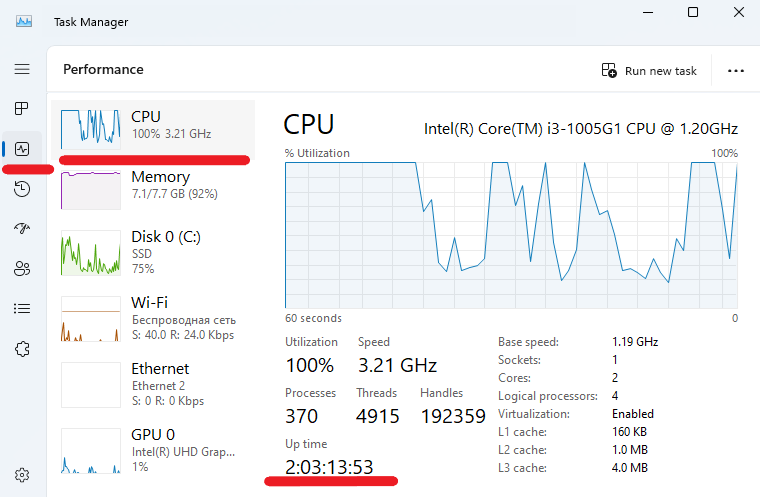 Task Manager
Performance
Run new task
CPU
100% 3.21 GHz
Memory
7.1/7.7 GB (92%)
Disk 0 (C:)
SSD
75%
Wi-Fi
Беспроводная сеть
S: 40.0 R: 24.0 Kbps
Ethernet
Ethernet 2
S: 0 R: 0 Kbps
GPU 0
Intel(R) UHD Grap...
1%
CPU
Intel(R) Core(TM) i3-1005G1 CPU @ 1.20GHz
% Utilization 100%
60 seconds 0
Utilization Speed
100% 3.21 GHz
Processes Threads Handles
370 4915 192359
Up time
2:03:13:53
Base speed: 1.19 GHz
Sockets: 1
Cores: 2
Logical processors: 4
Virtualization: Enabled
L1 cache: 160 KB
L2 cache: 1.0 MB
L3 cache: 4.0 MB